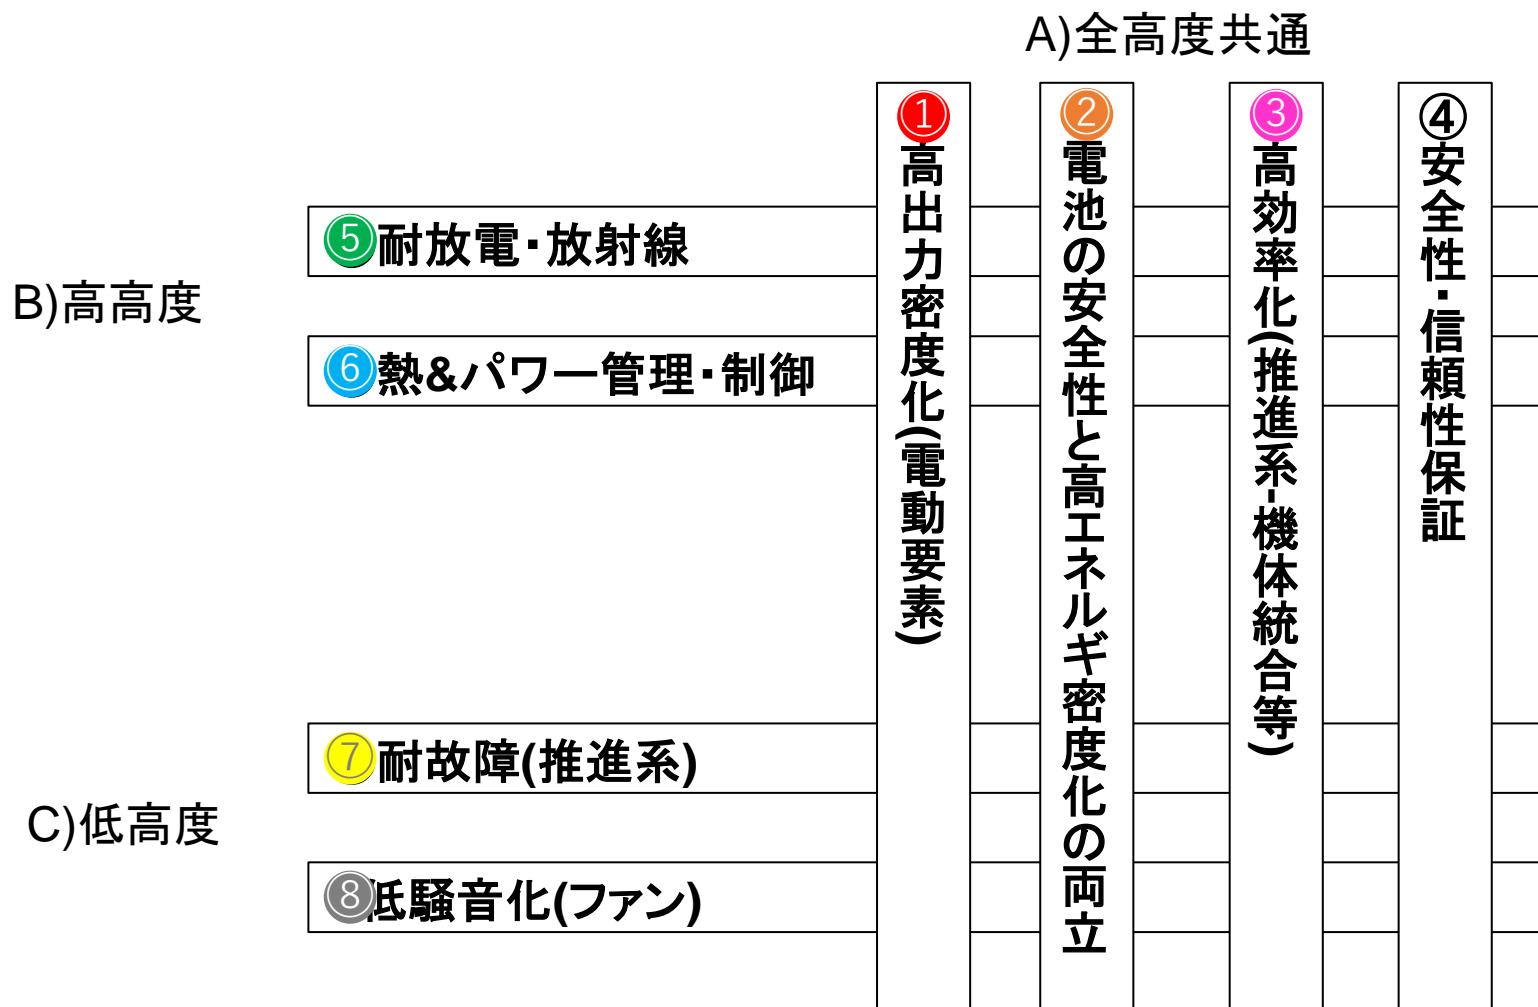 A)全高度共通
①高出力密度化(電動要素)
②電池の安全性と高エネルギ密度化の両立
③高効率化(推進系-機体統合等)
④安全性・信頼性保証
B)高高度
⑤耐放電・放射線
⑥熱&パワー管理・制御
C)低高度
⑦耐故障(推進系)
⑧低騒音化(ファン)